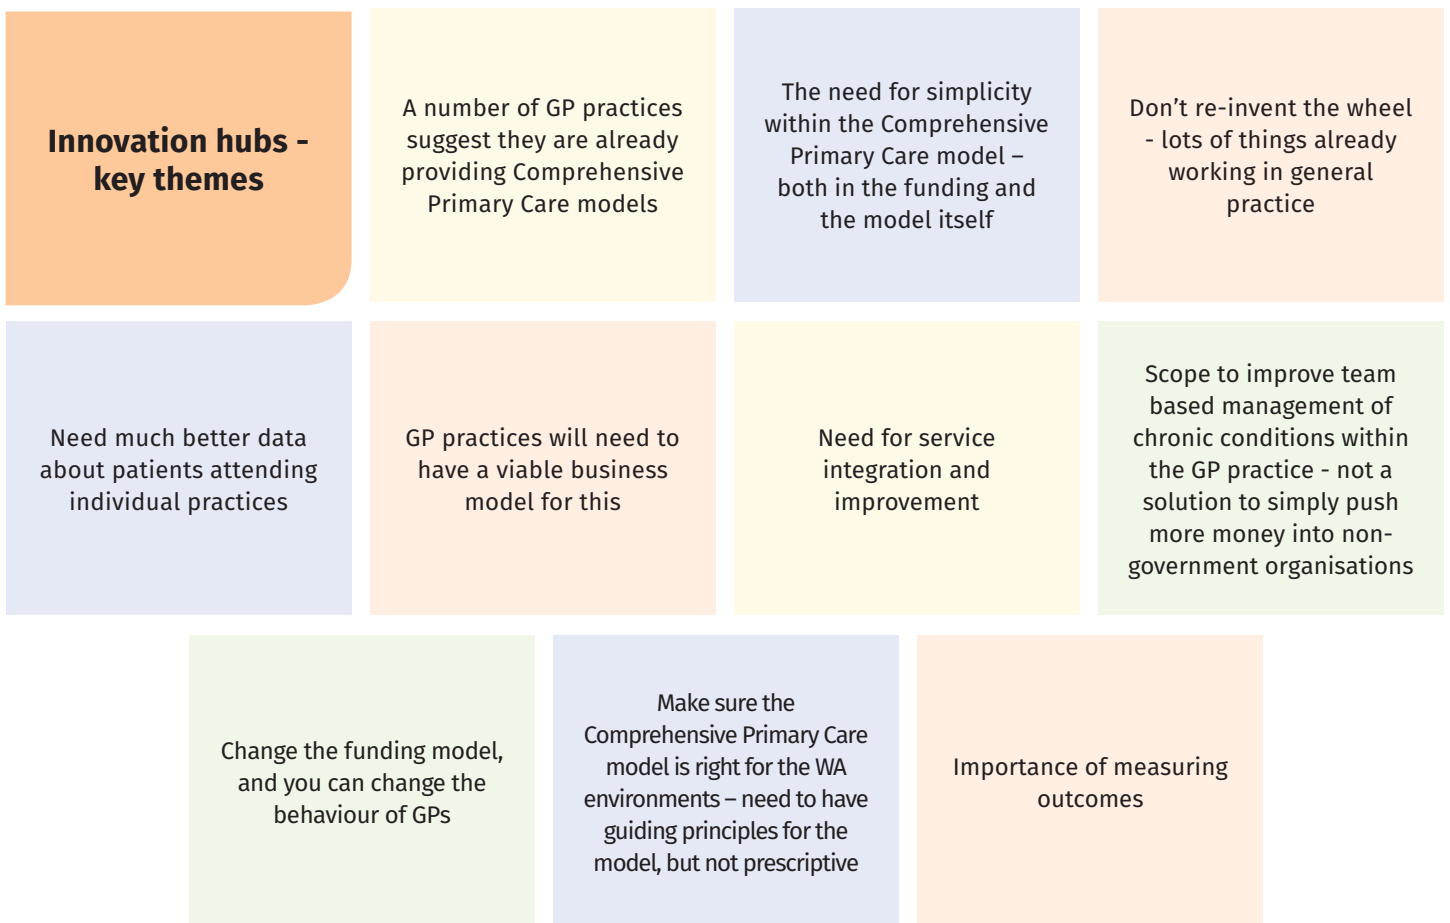 Innovation hubs -
key themes
A number of GP practices
suggest they are already
providing Comprehensive
Primary Care models
The need for simplicity
within the Comprehensive
Primary Care model –
both in the funding and
the model itself
Don’t re-invent the wheel
- lots of things already
working in general
practice
Need much better data
about patients attending
individual practices
GP practices will need to
have a viable business
model for this
Need for service
integration and
improvement
Scope to improve team
based management of
chronic conditions within
the GP practice - not a
solution to simply push
more money into non-
government organisations
Change the funding model,
and you can change the
behaviour of GPs
Make sure the
Comprehensive Primary Care
model is right for the WA
environments – need to have
guiding principles for the
model, but not prescriptive
Importance of measuring
outcomes